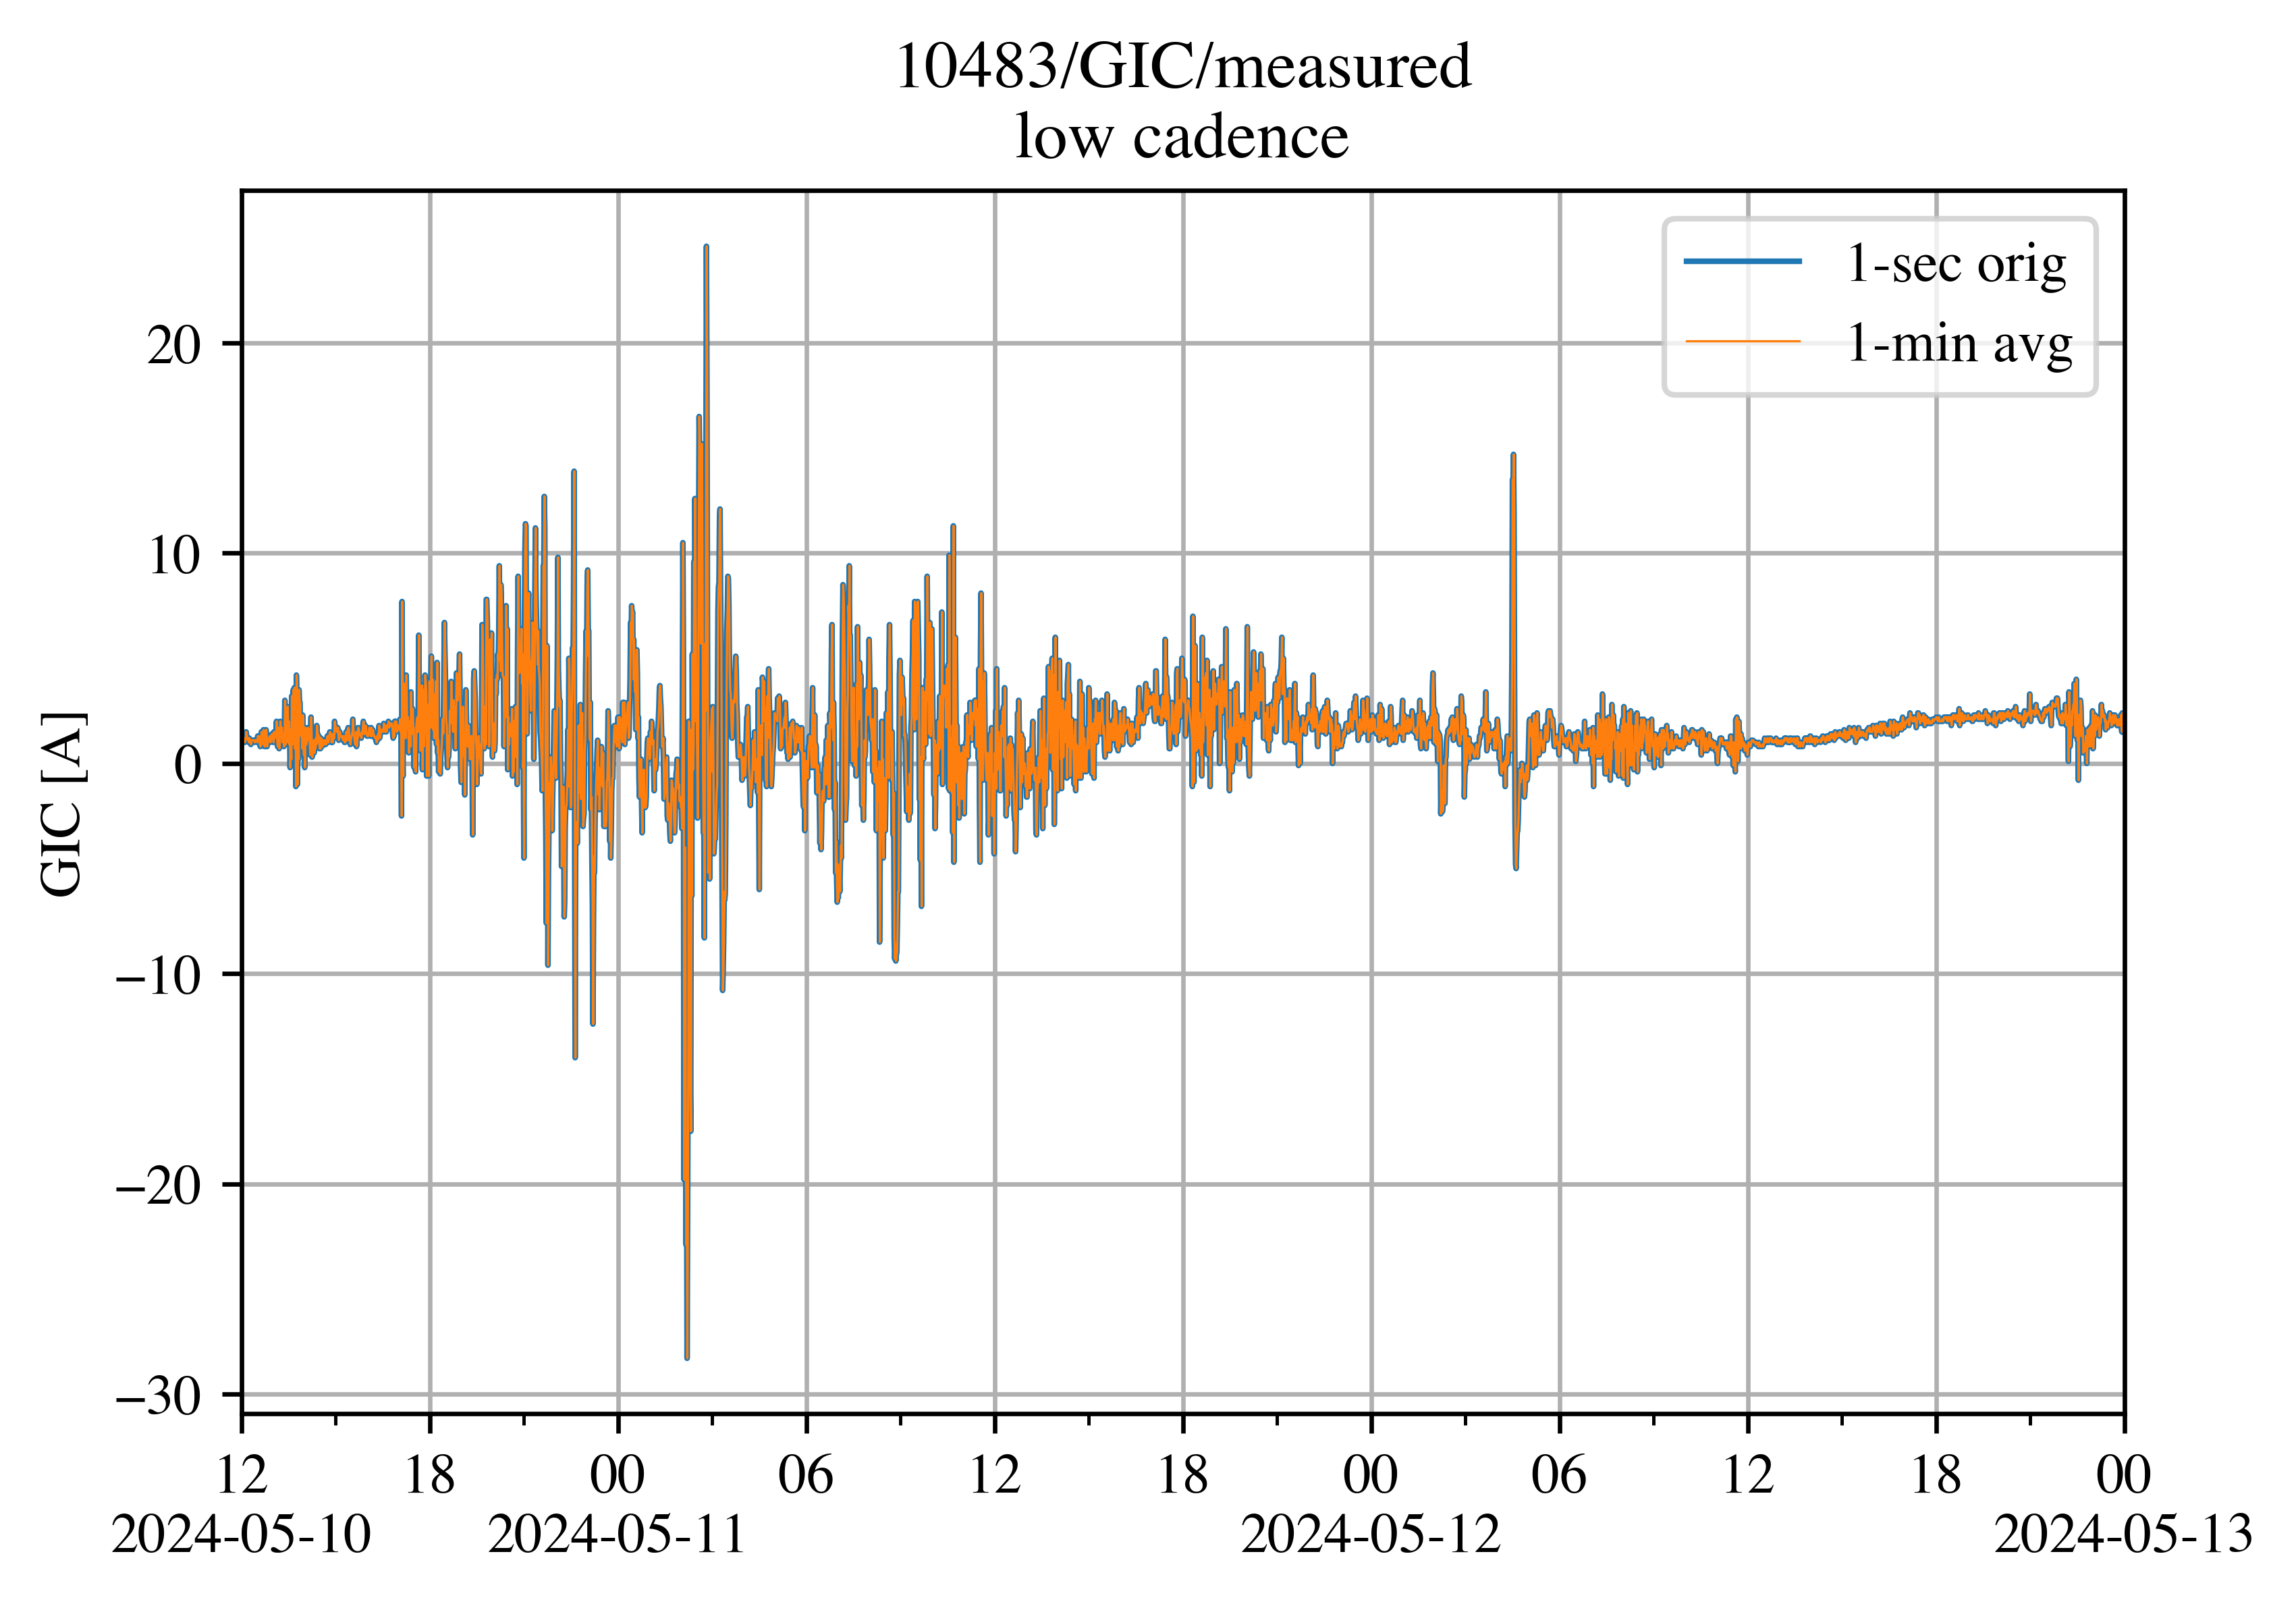 10483/GIC/measured
low cadence
1-sec orig
1-min avg
GIC [A]
20
10
0
−10
−20
−30
12 18 00 06 12 18 00 06 12 18 00
2024-05-10 2024-05-11 2024-05-12 2024-05-13